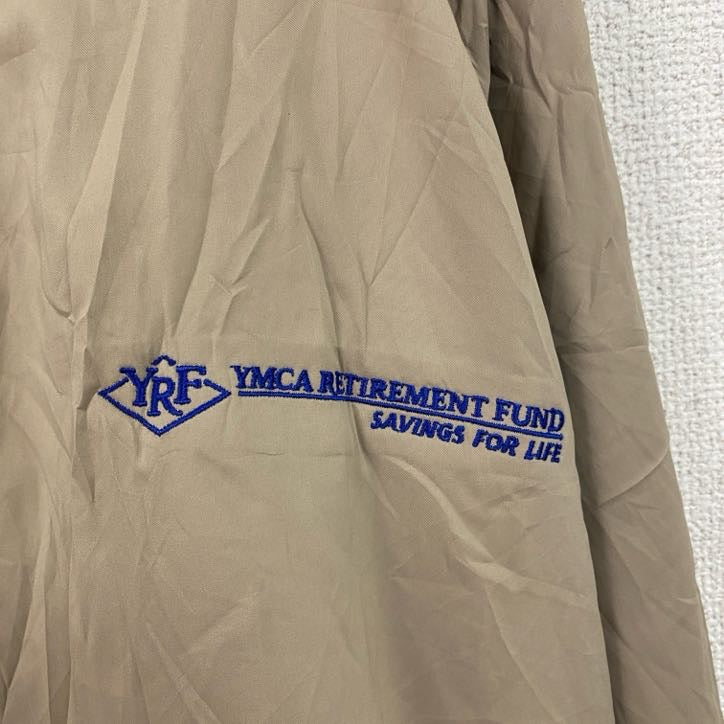 YRF
YMCA RETIREMENT FUND
SAVINGS FOR LIFE